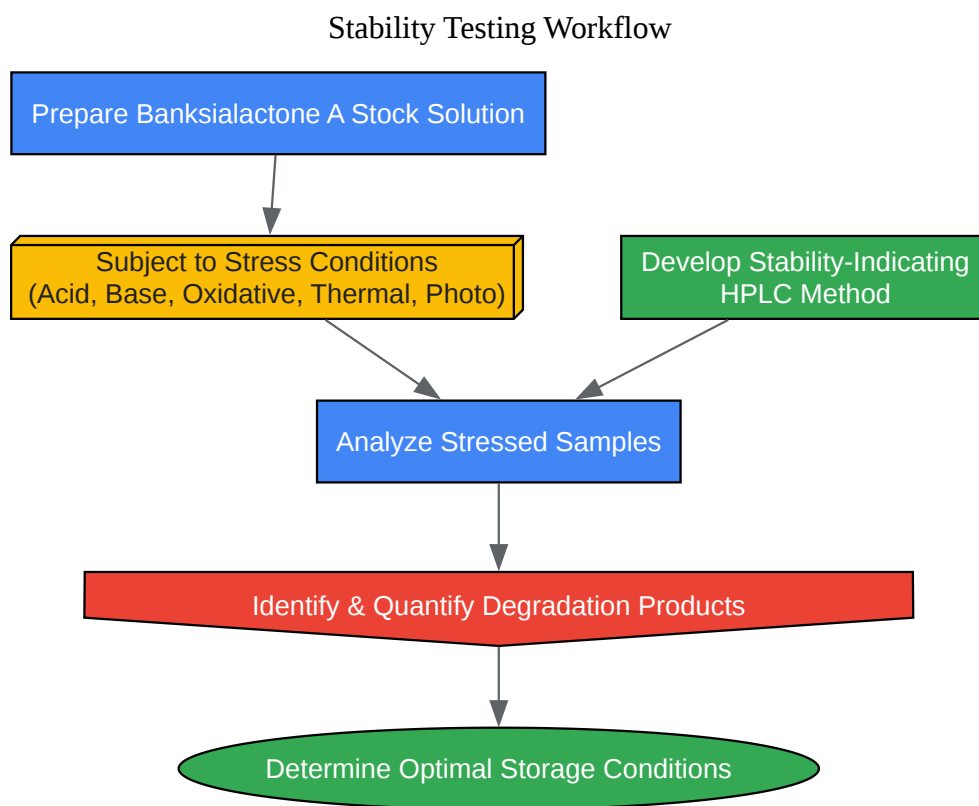 Stability Testing Workflow
Prepare Banksialactone A Stock Solution
Subject to Stress Conditions
(Acid, Base, Oxidative, Thermal, Photo)
Develop Stability-Indicating
HPLC Method
Analyze Stressed Samples
Identify & Quantify Degradation Products
Determine Optimal Storage Conditions